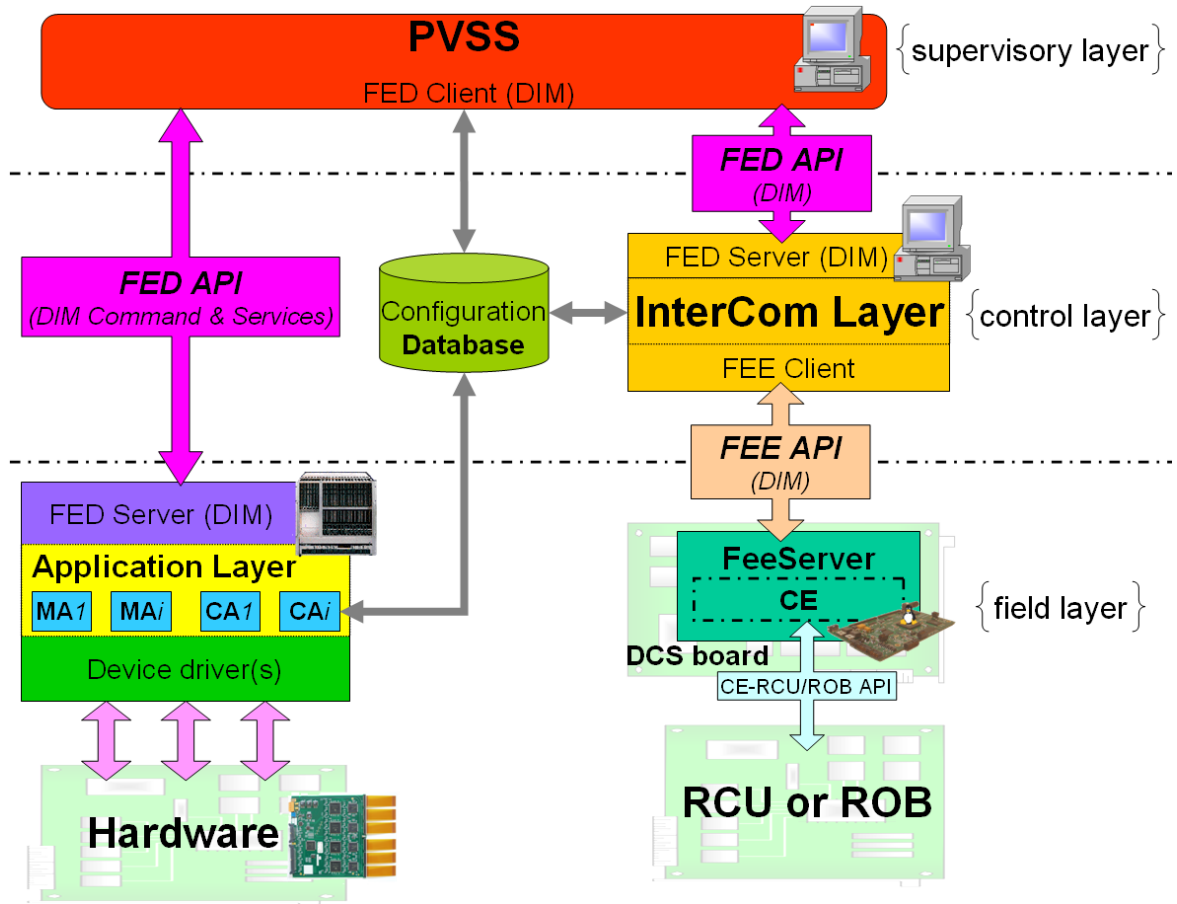 PVSS
FED Client (DIM)
{supervisory layer}
FED API
(DIM)
FED API
(DIM Command & Services)
Configuration
Database
FED Server (DIM)
InterCom Layer
FEE Client
{control layer}
FEE API
(DIM)
FED Server (DIM)
Application Layer
MA1 MAi CA1 CAi
Device driver(s)
Hardware
FeeServer
CE
DCS board
{field layer}
CE-RCU/ROB API
RCU or ROB